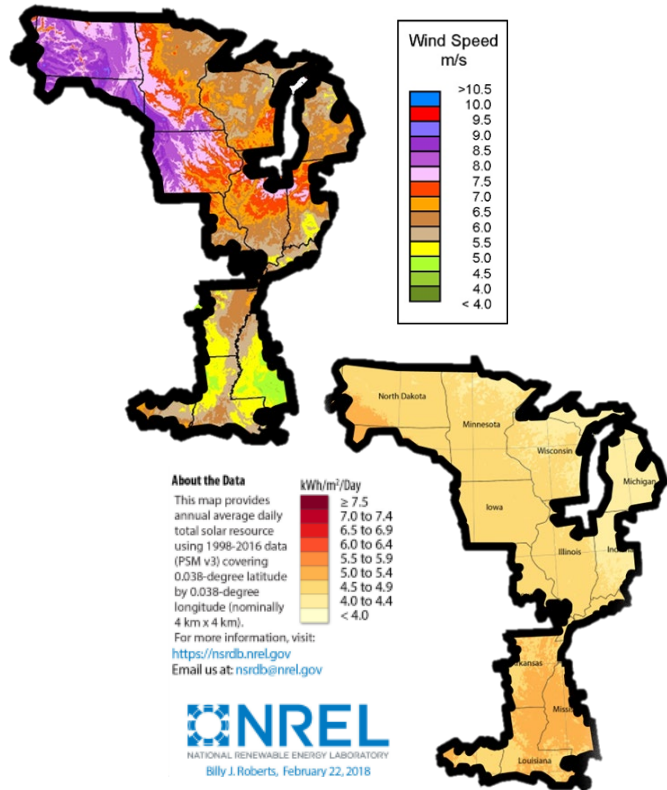 Wind Speed
m/s
>10.5
10.0
9.5
9.0
8.5
8.0
7.5
7.0
6.5
6.0
5.5
5.0
4.5
4.0
< 4.0
North Dakota
Minnesota
Wisconsin
Michigan
Iowa
Illinois
Ind
kansas
Missi
Louisiana
About the Data
This map provides
annual average daily
total solar resource
using 1998-2016 data
(PSM v3) covering
0.038-degree latitude
by 0.038-degree
longitude (nominally
4 km x 4 km).
For more information, visit:
https://nsrdb.nrel.gov
Email us at: nsrdb@nrel.gov
kWh/m²/Day
≥ 7.5
7.0 to 7.4
6.5 to 6.9
6.0 to 6.4
5.5 to 5.9
5.0 to 5.4
4.5 to 4.9
4.0 to 4.4
< 4.0
NREL
NATIONAL RENEWABLE ENERGY LABORATORY
Billy J. Roberts, February 22, 2018